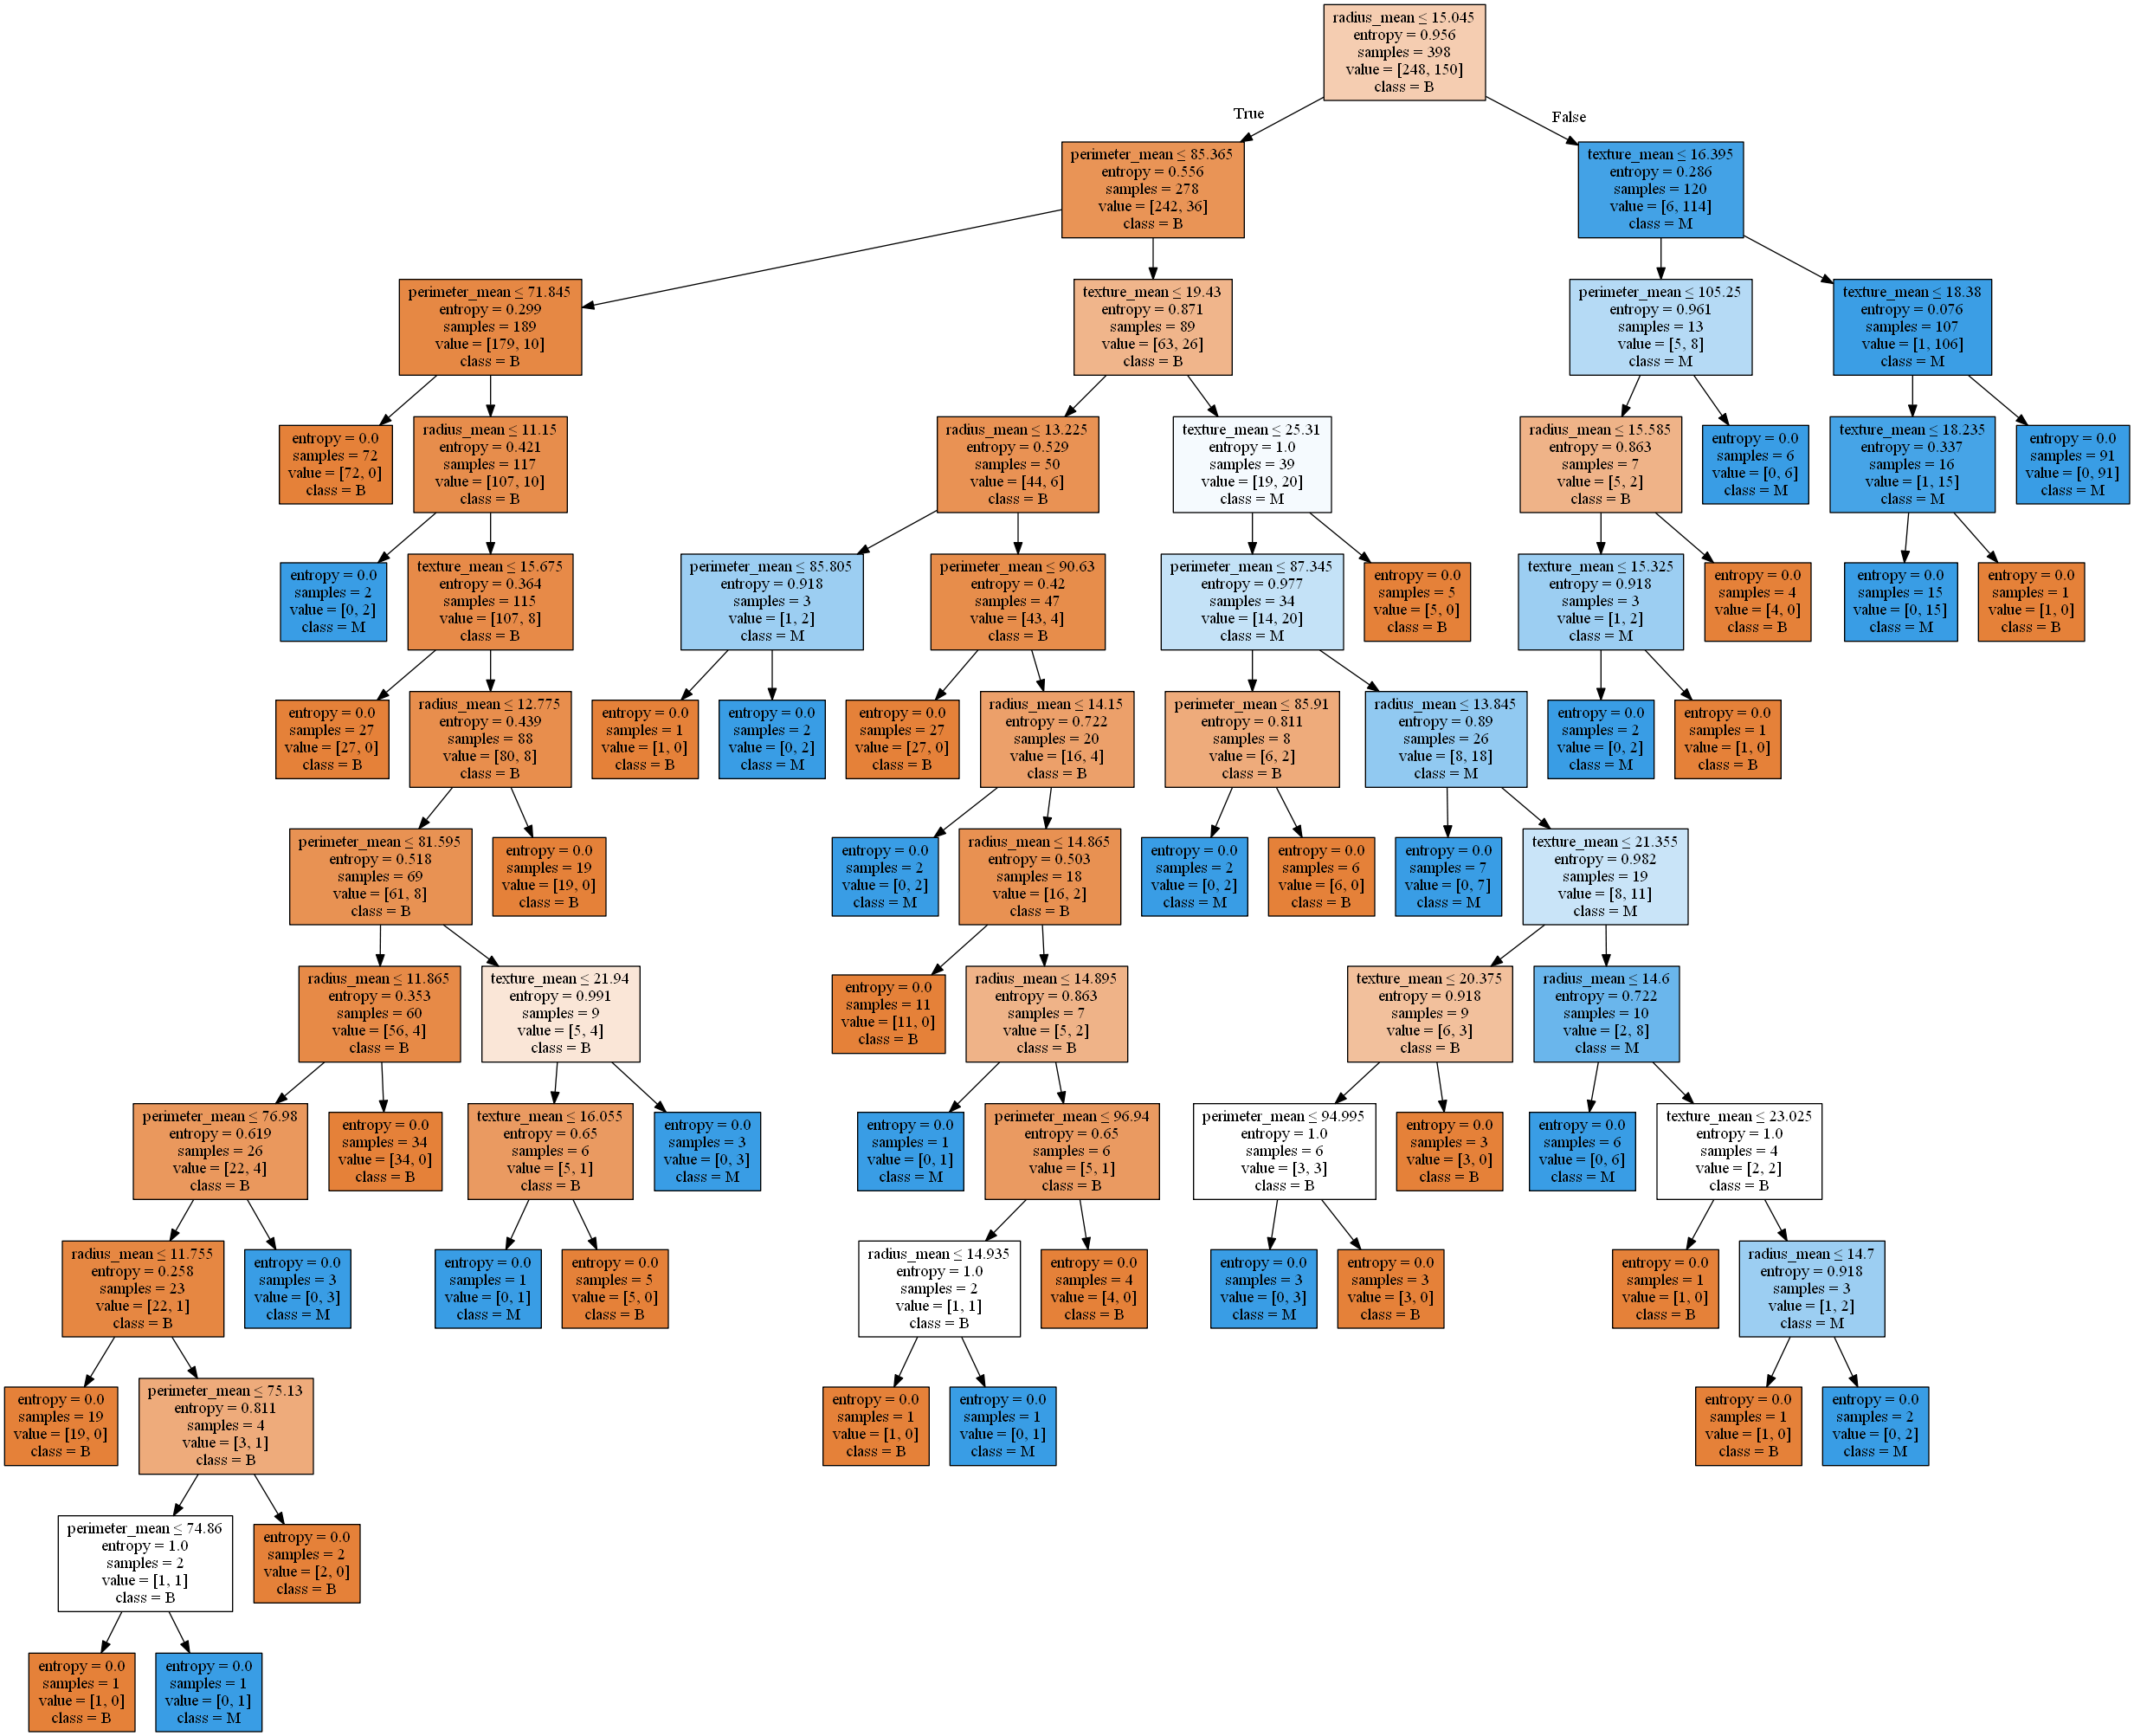 radius_mean ≤ 15.045
entropy = 0.956
samples = 398
value = [248, 150]
class = B
True
False
perimeter_mean ≤ 85.365
entropy = 0.556
samples = 278
value = [242, 36]
class = B
texture_mean ≤ 16.395
entropy = 0.286
samples = 120
value = [6, 114]
class = M
perimeter_mean ≤ 71.845
entropy = 0.299
samples = 189
value = [179, 10]
class = B
texture_mean ≤ 19.43
entropy = 0.871
samples = 89
value = [63, 26]
class = B
perimeter_mean ≤ 105.25
entropy = 0.961
samples = 13
value = [5, 8]
class = M
texture_mean ≤ 18.38
entropy = 0.076
samples = 107
value = [1, 106]
class = M
entropy = 0.0
samples = 72
value = [72, 0]
class = B
radius_mean ≤ 11.15
entropy = 0.421
samples = 117
value = [107, 10]
class = B
radius_mean ≤ 13.225
entropy = 0.529
samples = 50
value = [44, 6]
class = B
texture_mean ≤ 25.31
entropy = 1.0
samples = 39
value = [19, 20]
class = M
radius_mean ≤ 15.585
entropy = 0.863
samples = 7
value = [5, 2]
class = B
entropy = 0.0
samples = 6
value = [0, 6]
class = M
texture_mean ≤ 18.235
entropy = 0.337
samples = 16
value = [1, 15]
class = M
entropy = 0.0
samples = 91
value = [0, 91]
class = M
entropy = 0.0
samples = 2
value = [0, 2]
class = M
texture_mean ≤ 15.675
entropy = 0.364
samples = 115
value = [107, 8]
class = B
perimeter_mean ≤ 85.805
entropy = 0.918
samples = 3
value = [1, 2]
class = M
perimeter_mean ≤ 90.63
entropy = 0.42
samples = 47
value = [43, 4]
class = B
perimeter_mean ≤ 87.345
entropy = 0.977
samples = 34
value = [14, 20]
class = M
entropy = 0.0
samples = 5
value = [5, 0]
class = B
texture_mean ≤ 15.325
entropy = 0.918
samples = 3
value = [1, 2]
class = M
entropy = 0.0
samples = 4
value = [4, 0]
class = B
entropy = 0.0
samples = 15
value = [0, 15]
class = M
entropy = 0.0
samples = 1
value = [1, 0]
class = B
entropy = 0.0
samples = 27
value = [27, 0]
class = B
radius_mean ≤ 12.775
entropy = 0.439
samples = 88
value = [80, 8]
class = B
entropy = 0.0
samples = 1
value = [1, 0]
class = B
entropy = 0.0
samples = 2
value = [0, 2]
class = M
entropy = 0.0
samples = 27
value = [27, 0]
class = B
radius_mean ≤ 14.15
entropy = 0.722
samples = 20
value = [16, 4]
class = B
perimeter_mean ≤ 85.91
entropy = 0.811
samples = 8
value = [6, 2]
class = B
radius_mean ≤ 13.845
entropy = 0.89
samples = 26
value = [8, 18]
class = M
entropy = 0.0
samples = 2
value = [0, 2]
class = M
entropy = 0.0
samples = 1
value = [1, 0]
class = B
perimeter_mean ≤ 81.595
entropy = 0.518
samples = 69
value = [61, 8]
class = B
entropy = 0.0
samples = 19
value = [19, 0]
class = B
entropy = 0.0
samples = 2
value = [0, 2]
class = M
radius_mean ≤ 14.865
entropy = 0.503
samples = 18
value = [16, 2]
class = B
entropy = 0.0
samples = 2
value = [0, 2]
class = M
entropy = 0.0
samples = 6
value = [6, 0]
class = B
entropy = 0.0
samples = 7
value = [0, 7]
class = M
texture_mean ≤ 21.355
entropy = 0.982
samples = 19
value = [8, 11]
class = M
radius_mean ≤ 11.865
entropy = 0.353
samples = 60
value = [56, 4]
class = B
texture_mean ≤ 21.94
entropy = 0.991
samples = 9
value = [5, 4]
class = B
entropy = 0.0
samples = 11
value = [11, 0]
class = B
radius_mean ≤ 14.895
entropy = 0.863
samples = 7
value = [5, 2]
class = B
texture_mean ≤ 20.375
entropy = 0.918
samples = 9
value = [6, 3]
class = B
radius_mean ≤ 14.6
entropy = 0.722
samples = 10
value = [2, 8]
class = M
perimeter_mean ≤ 76.98
entropy = 0.619
samples = 26
value = [22, 4]
class = B
entropy = 0.0
samples = 34
value = [34, 0]
class = B
texture_mean ≤ 16.055
entropy = 0.65
samples = 6
value = [5, 1]
class = B
entropy = 0.0
samples = 3
value = [0, 3]
class = M
entropy = 0.0
samples = 1
value = [0, 1]
class = M
perimeter_mean ≤ 96.94
entropy = 0.65
samples = 6
value = [5, 1]
class = B
perimeter_mean ≤ 94.995
entropy = 1.0
samples = 6
value = [3, 3]
class = B
entropy = 0.0
samples = 3
value = [3, 0]
class = B
entropy = 0.0
samples = 6
value = [0, 6]
class = M
texture_mean ≤ 23.025
entropy = 1.0
samples = 4
value = [2, 2]
class = B
radius_mean ≤ 11.755
entropy = 0.258
samples = 23
value = [22, 1]
class = B
entropy = 0.0
samples = 3
value = [0, 3]
class = M
entropy = 0.0
samples = 1
value = [0, 1]
class = M
entropy = 0.0
samples = 5
value = [5, 0]
class = B
radius_mean ≤ 14.935
entropy = 1.0
samples = 2
value = [1, 1]
class = B
entropy = 0.0
samples = 4
value = [4, 0]
class = B
entropy = 0.0
samples = 3
value = [0, 3]
class = M
entropy = 0.0
samples = 3
value = [3, 0]
class = B
entropy = 0.0
samples = 1
value = [1, 0]
class = B
radius_mean ≤ 14.7
entropy = 0.918
samples = 3
value = [1, 2]
class = M
entropy = 0.0
samples = 19
value = [19, 0]
class = B
perimeter_mean ≤ 75.13
entropy = 0.811
samples = 4
value = [3, 1]
class = B
entropy = 0.0
samples = 1
value = [1, 0]
class = B
entropy = 0.0
samples = 1
value = [0, 1]
class = M
entropy = 0.0
samples = 1
value = [1, 0]
class = B
entropy = 0.0
samples = 2
value = [0, 2]
class = M
perimeter_mean ≤ 74.86
entropy = 1.0
samples = 2
value = [1, 1]
class = B
entropy = 0.0
samples = 2
value = [2, 0]
class = B
entropy = 0.0
samples = 1
value = [1, 0]
class = B
entropy = 0.0
samples = 1
value = [0, 1]
class = M